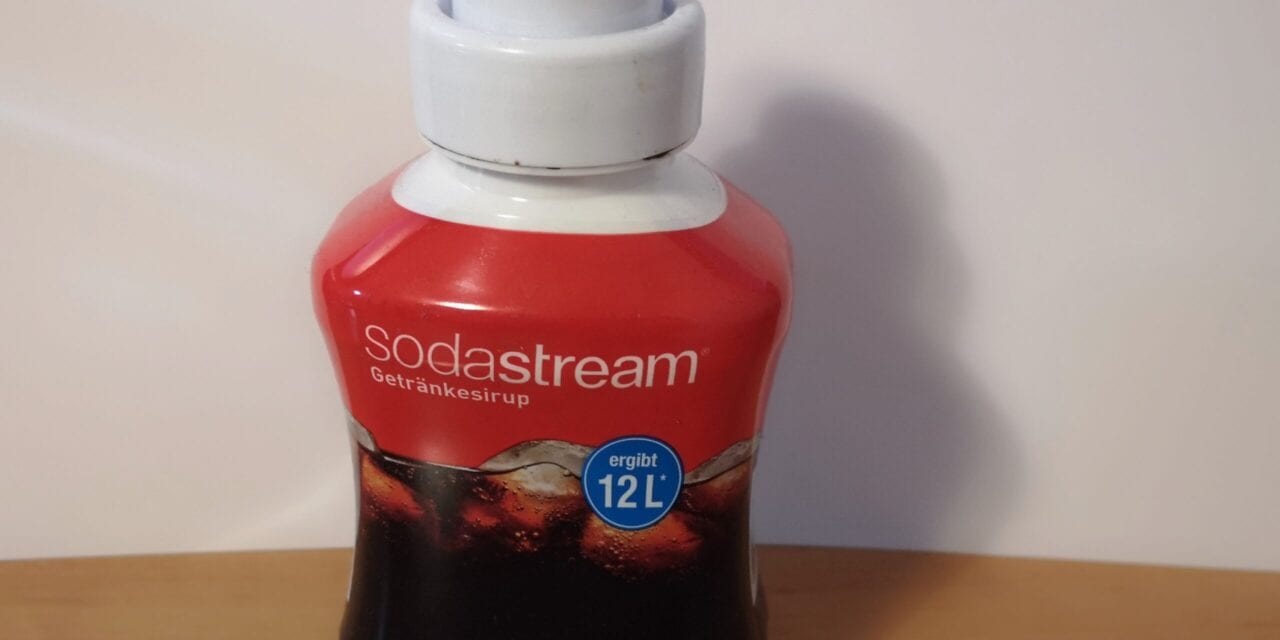 sodastream®
Getränkesirup
ergibt
12 L*